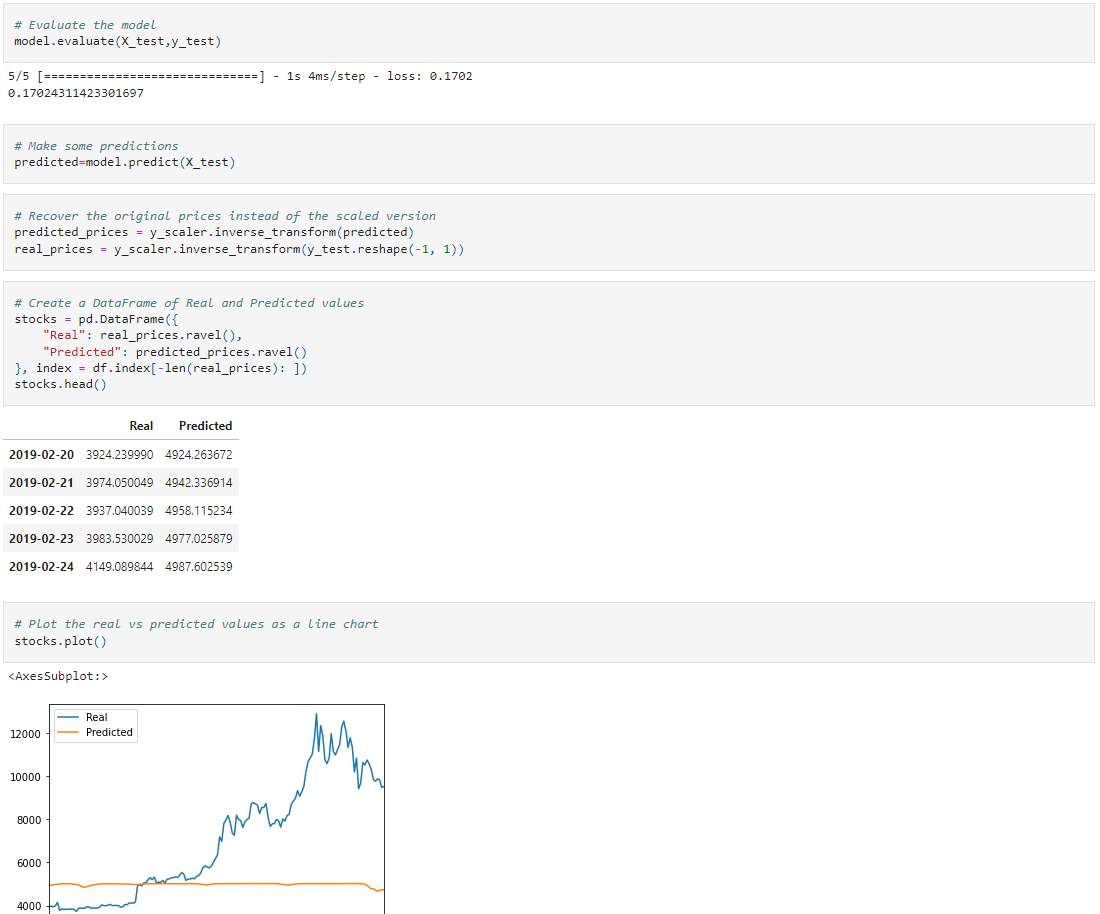 # Evaluate the model
model.evaluate(X_test,y_test)
5/5 [==============================] - 1s 4ms/step - loss: 0.1702
0.17024311423301697
# Make some predictions
predicted=model.predict(X_test)
# Recover the original prices instead of the scaled version
predicted_prices = y_scaler.inverse_transform(predicted)
real_prices = y_scaler.inverse_transform(y_test.reshape(-1, 1))
# Create a DataFrame of Real and Predicted values
stocks = pd.DataFrame({
    "Real": real_prices.ravel(),
    "Predicted": predicted_prices.ravel()
}, index = df.index[-len(real_prices): ])
stocks.head()
Real Predicted
2019-02-20 3924.239990 4924.263672
2019-02-21 3974.050049 4942.336914
2019-02-22 3937.040039 4958.115234
2019-02-23 3983.530029 4977.025879
2019-02-24 4149.089844 4987.602539
# Plot the real vs predicted values as a line chart
stocks.plot()
<AxesSubplot:>
Real
Predicted
12000
10000
8000
6000
4000